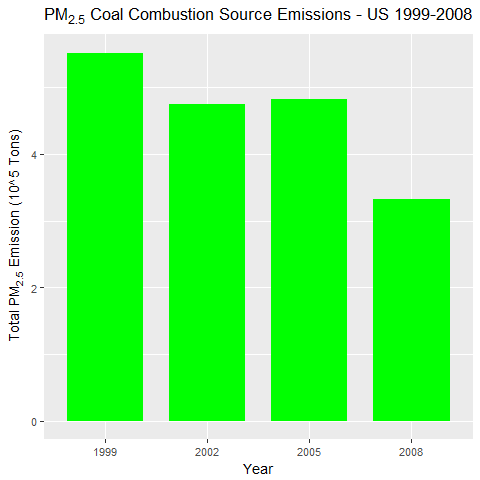 PM2.5 Coal Combustion Source Emissions - US 1999-2008
Total PM2.5 Emission (10^5 Tons)
4
2
0
1999 2002 2005 2008
Year